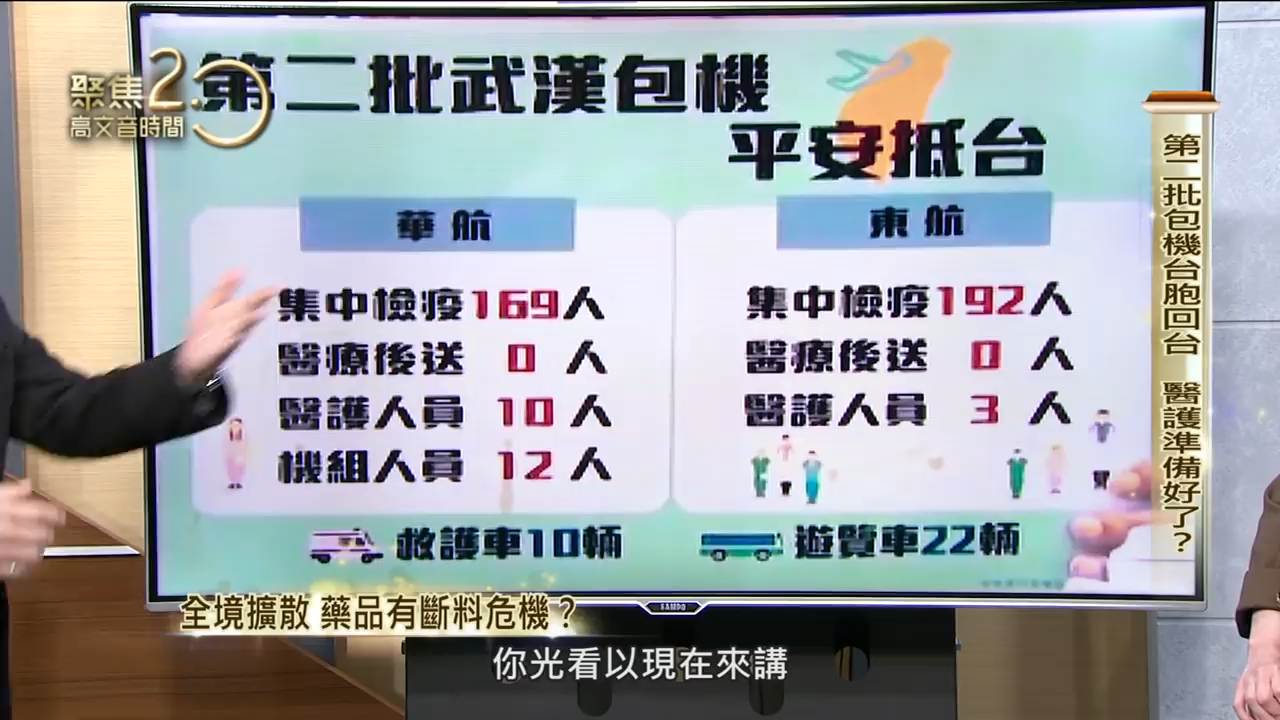 聚焦2.0
高文音時間
第二批武漢包機
平安抵台
華航
集中檢疫169人
醫療後送 0 人
醫護人員 10 人
機組人員 12 人
東航
集中檢疫192人
醫療後送 0 人
醫護人員 3 人
救護車10輛
遊覽車22輛
SAMPO
第二批包機台胞回台 醫護準備好了?
全境擴散 藥品有斷料危機?
你光看以現在來講